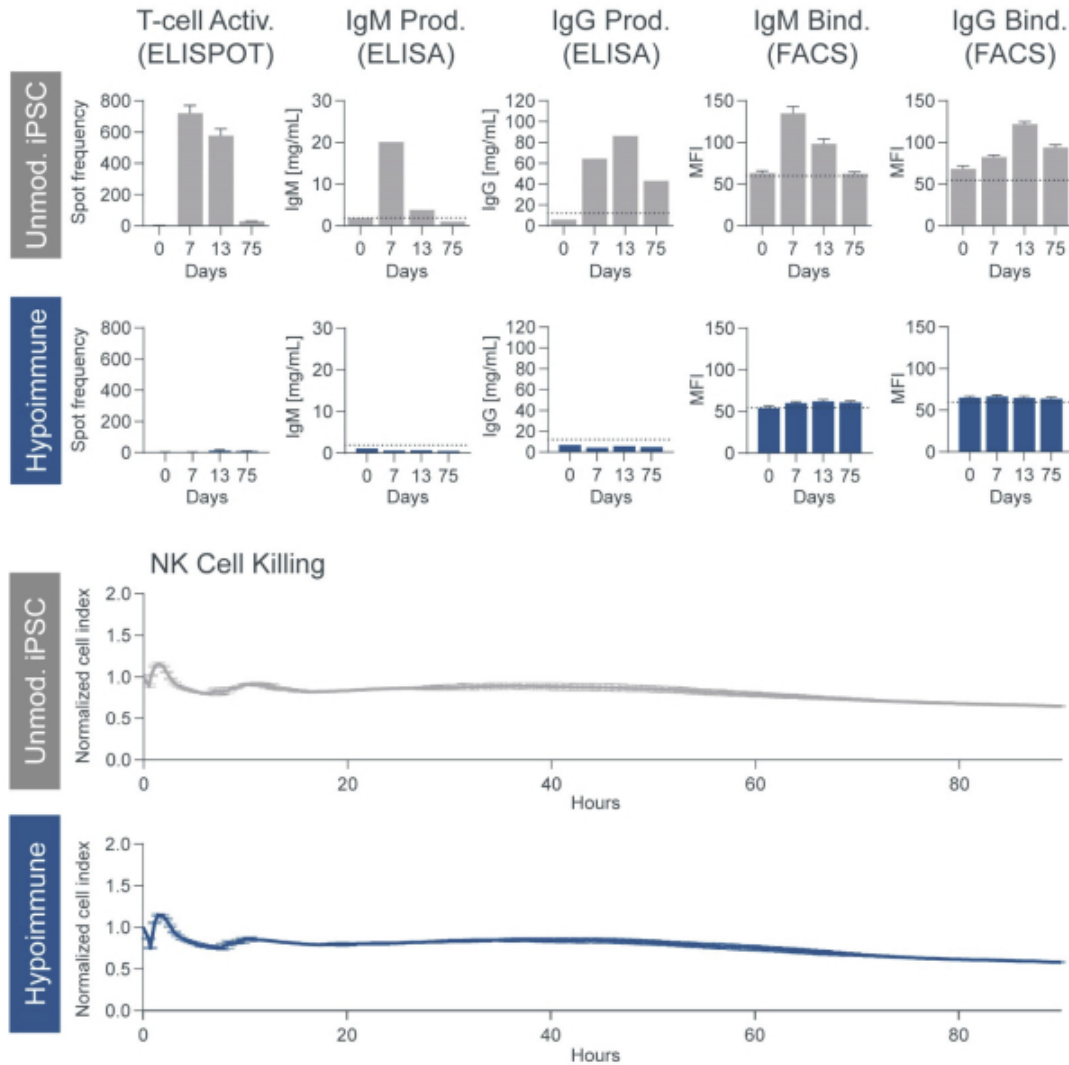 T-cell Activ.
(ELISPOT)
IgM Prod.
(ELISA)
IgG Prod.
(ELISA)
IgM Bind.
(FACS)
IgG Bind.
(FACS)
Unmod. iPSC
Spot frequency
800
600
400
200
0
0 7 13 75
Days
IgM [mg/mL]
30
20
10
0
0 7 13 75
Days
IgG [mg/mL]
120
100
80
60
40
20
0
0 7 13 75
Days
MFI
150
100
50
0
0 7 13 75
Days
MFI
150
100
50
0
0 7 13 75
Days
Hypoimmune
Spot frequency
800
600
400
200
0
0 7 13 75
Days
IgM [mg/mL]
30
20
10
0
0 7 13 75
Days
IgG [mg/mL]
120
100
80
60
40
20
0
0 7 13 75
Days
MFI
150
100
50
0
0 7 13 75
Days
MFI
150
100
50
0
0 7 13 75
Days
NK Cell Killing
Unmod. iPSC
Normalized cell index
2.0
1.5
1.0
0.5
0.0
0 20 40 60 80
Hours
Hypoimmune
Normalized cell index
2.0
1.5
1.0
0.5
0.0
0 20 40 60 80
Hours